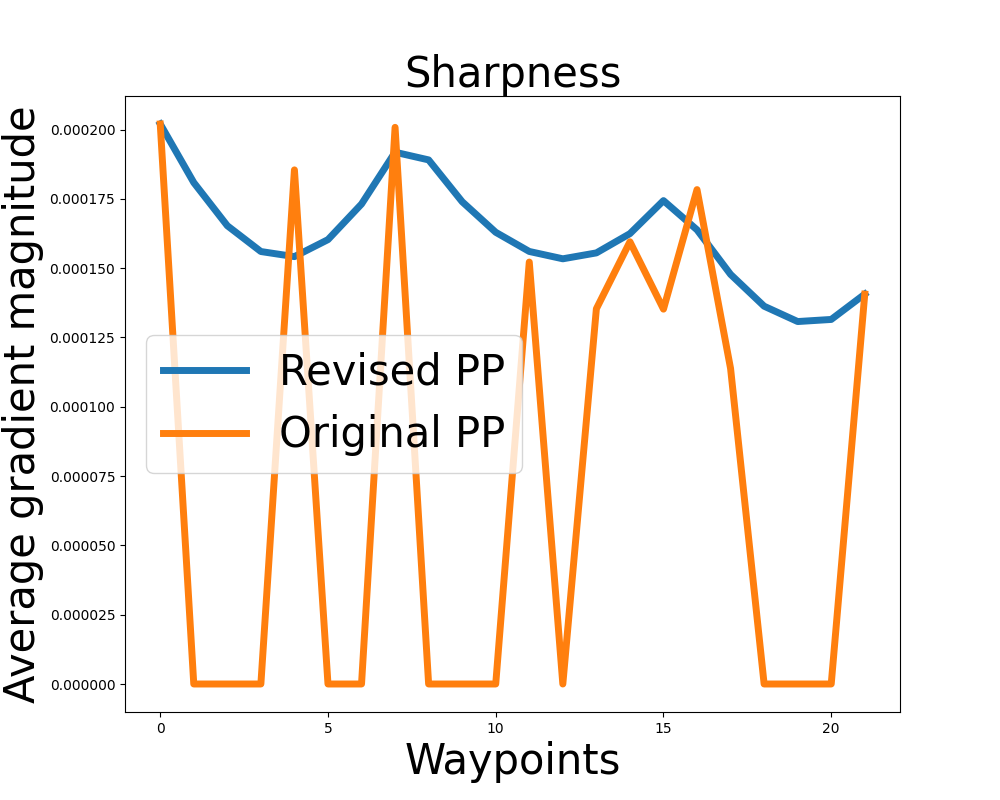 Sharpness
Average gradient magnitude
0.000200
0.000175
0.000150
0.000125
0.000100
0.000075
0.000050
0.000025
0.000000
Revised PP
Original PP
0 5 10 15 20
Waypoints